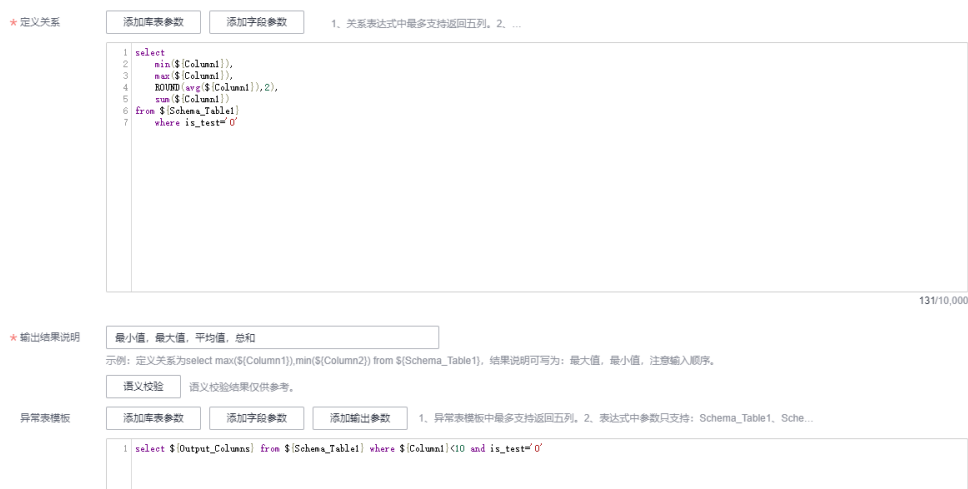 * 定义关系 添加库表参数 添加字段参数 1、关系表达式中最多支持返回五列。2、...
1 select
2 min(${Column1}),
3 max(${Column1}),
4 ROUND(avg(${Column1}),2),
5 sum(${Column1})
6 from ${Schema_Table1}
7 where is_test='0'
131/10,000
* 输出结果说明 最小值，最大值，平均值，总和
示例：定义关系为select max(${Column1}),min(${Column2}) from ${Schema_Table1}，结果说明可写为：最大值，最小值，注意输入顺序。
语义校验 语义校验结果仅供参考。
异常表模板 添加库表参数 添加字段参数 添加输出参数 1、异常表模板中最多支持返回五列。2、表达式中参数只支持：Schema_Table1、Sche...
1 select ${Output_Columns} from ${Schema_Table1} where ${Column1}<10 and is_test='0'